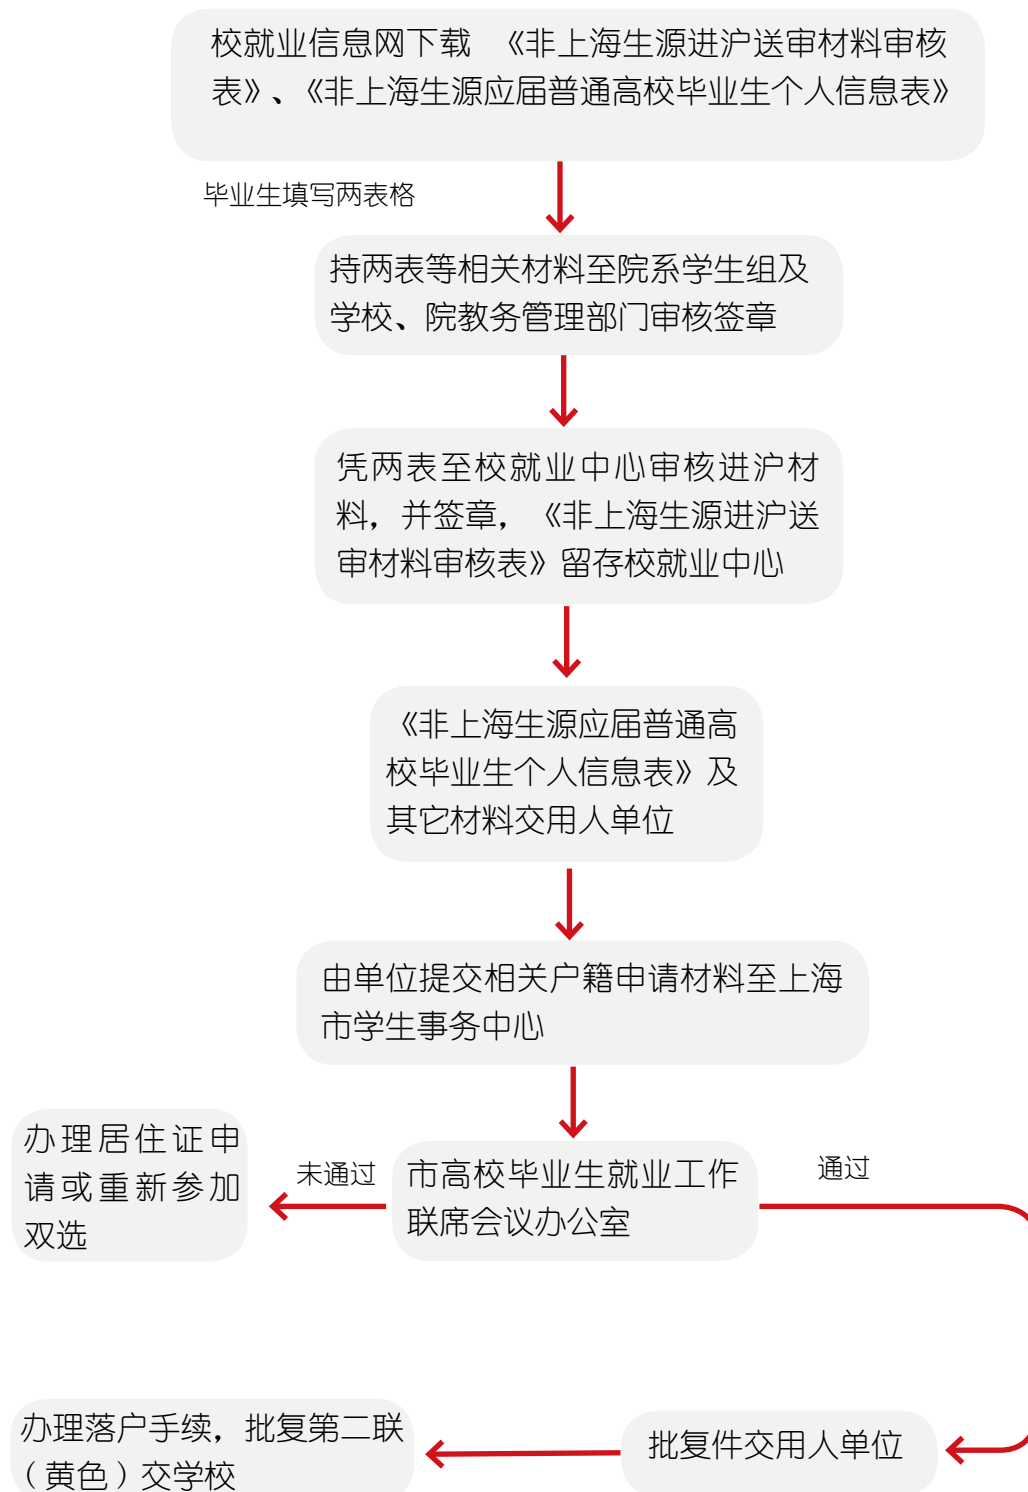 校就业信息网下载 《非上海生源进沪送审材料审核
表》、《非上海生源应届普通高校毕业生个人信息表》
毕业生填写两表格
持两表等相关材料至院系学生组及
学校、院教务管理部门审核签章
凭两表至校就业中心审核进沪材
料，并签章，《非上海生源进沪送
审材料审核表》留存校就业中心
《非上海生源应届普通高
校毕业生个人信息表》及
其它材料交用人单位
由单位提交相关户籍申请材料至上海
市学生事务中心
办理居住证申
请或重新参加
双选
未通过
市高校毕业生就业工作
联席会议办公室
通过
办理落户手续，批复第二联
（黄色）交学校
批复件交用人单位